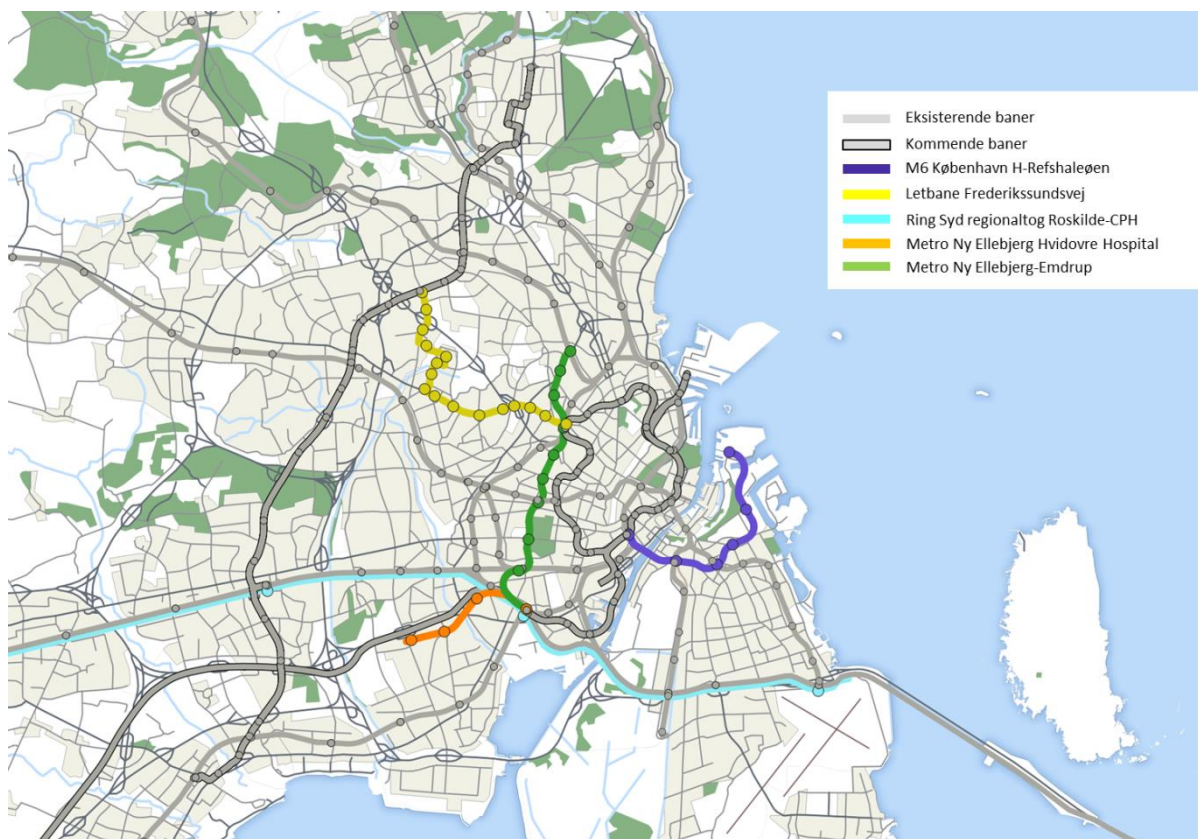 Eksisterende baner
Kommende baner
M6 København H-Refshaleøen
Letbane Frederikssundsvej
Ring Syd regionaltog Roskilde-CPH
Metro Ny Ellebjerg Hvidovre Hospital
Metro Ny Ellebjerg-Emdrup